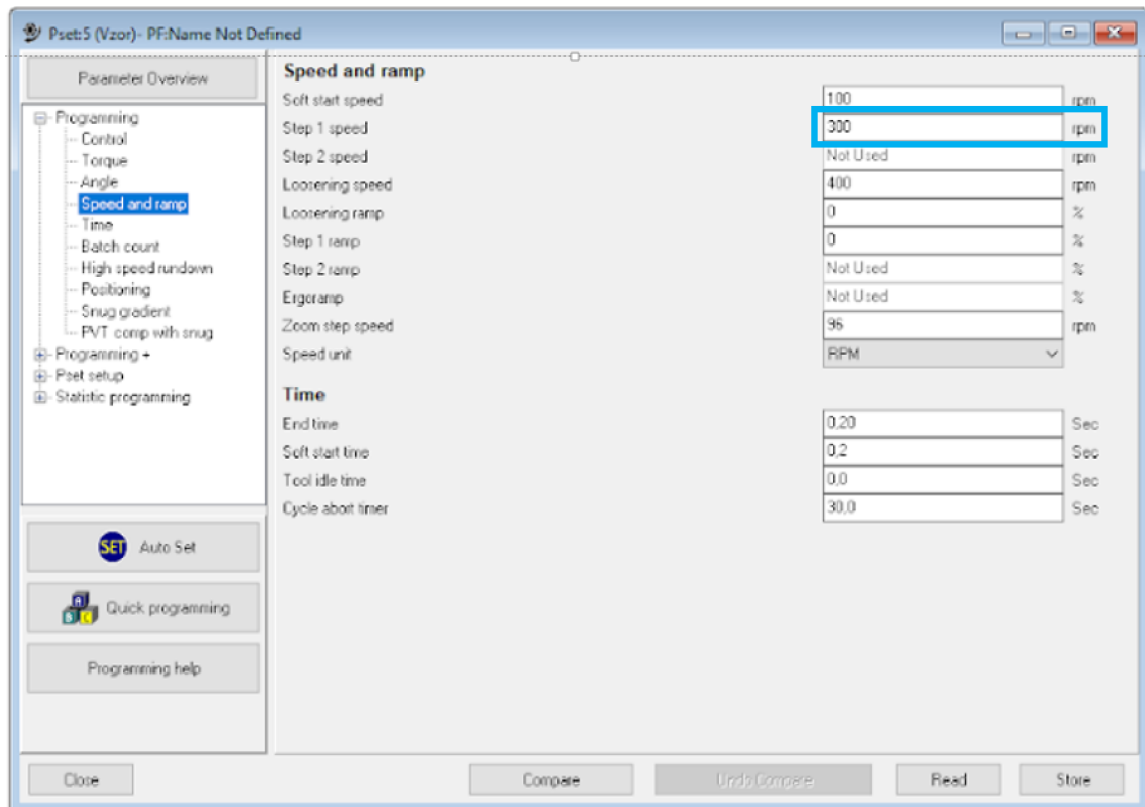 Pset:5 (Vzor)- PF:Name Not Defined
Parameter Overview
Programming
Control
Torque
Angle
Speed and ramp
Time
Batch count
High speed rundown
Positioning
Snug gradient
PVT comp with snug
Programming +
Pset setup
Statistic programming
SET Auto Set
A B C Quick programming
Programming help
Speed and ramp
Soft start speed 100 rpm
Step 1 speed 300 rpm
Step 2 speed Not Used rpm
Loosening speed 400 rpm
Loosening ramp 0 %
Step 1 ramp 0 %
Step 2 ramp Not Used %
Ergoramp Not Used %
Zoom step speed 96 rpm
Speed unit RPM
Time
End time 0,20 Sec
Soft start time 0,2 Sec
Tool idle time 0,0 Sec
Cycle abort timer 30,0 Sec
Close Compare Undo Compare Read Store